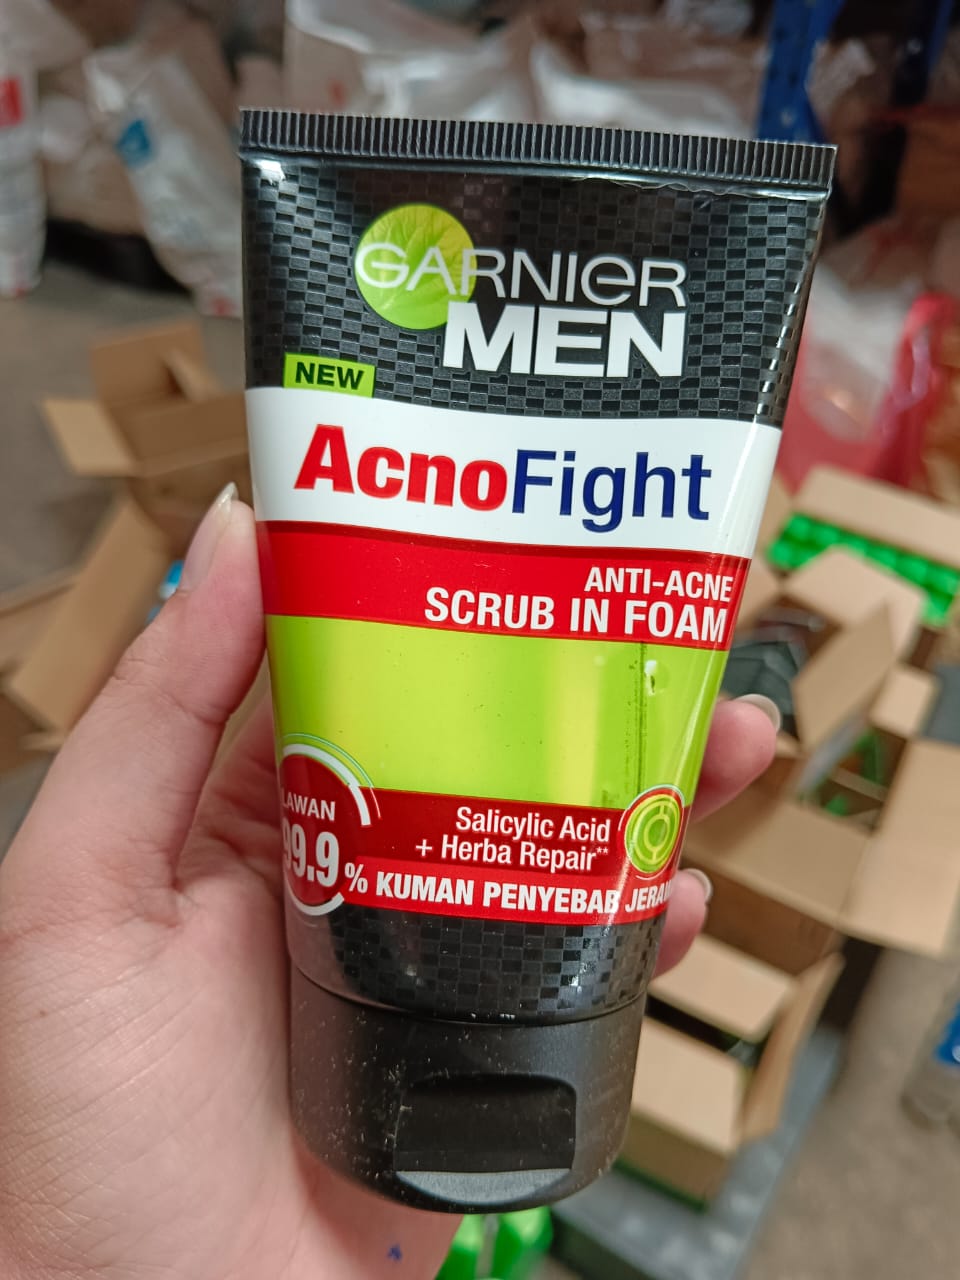 GARNIER
MEN
NEW
AcnoFight
ANTI-ACNE
SCRUB IN FOAM
LAWAN
99.9% KUMAN PENYEBAB
Salicylic Acid
+ Herba Repair**